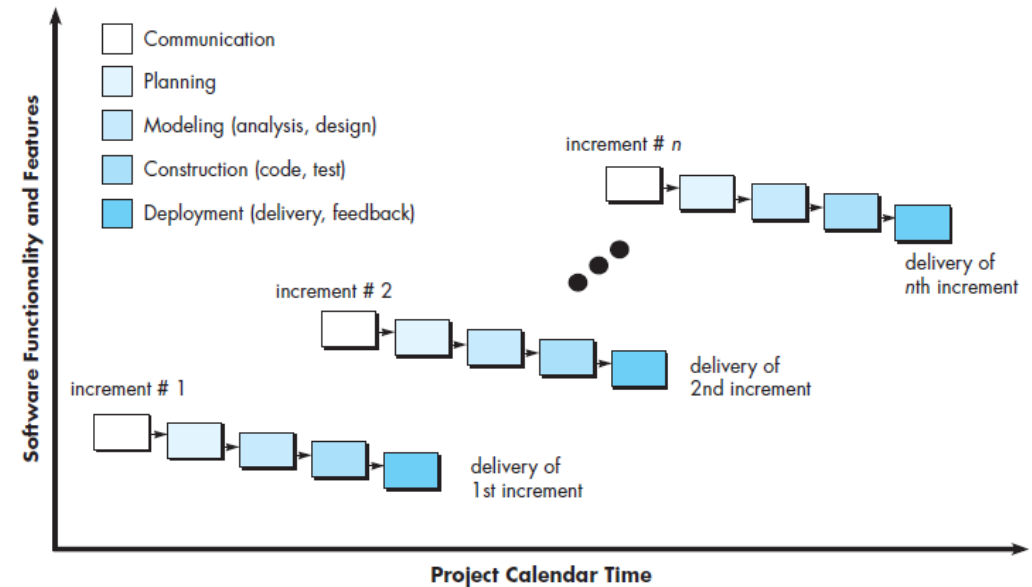 Communication
Planning
Modeling (analysis, design)
Construction (code, test)
Deployment (delivery, feedback)
Software Functionality and Features
increment # n
delivery of
nth increment
increment # 2
delivery of
2nd increment
increment # 1
delivery of
1st increment
Project Calendar Time